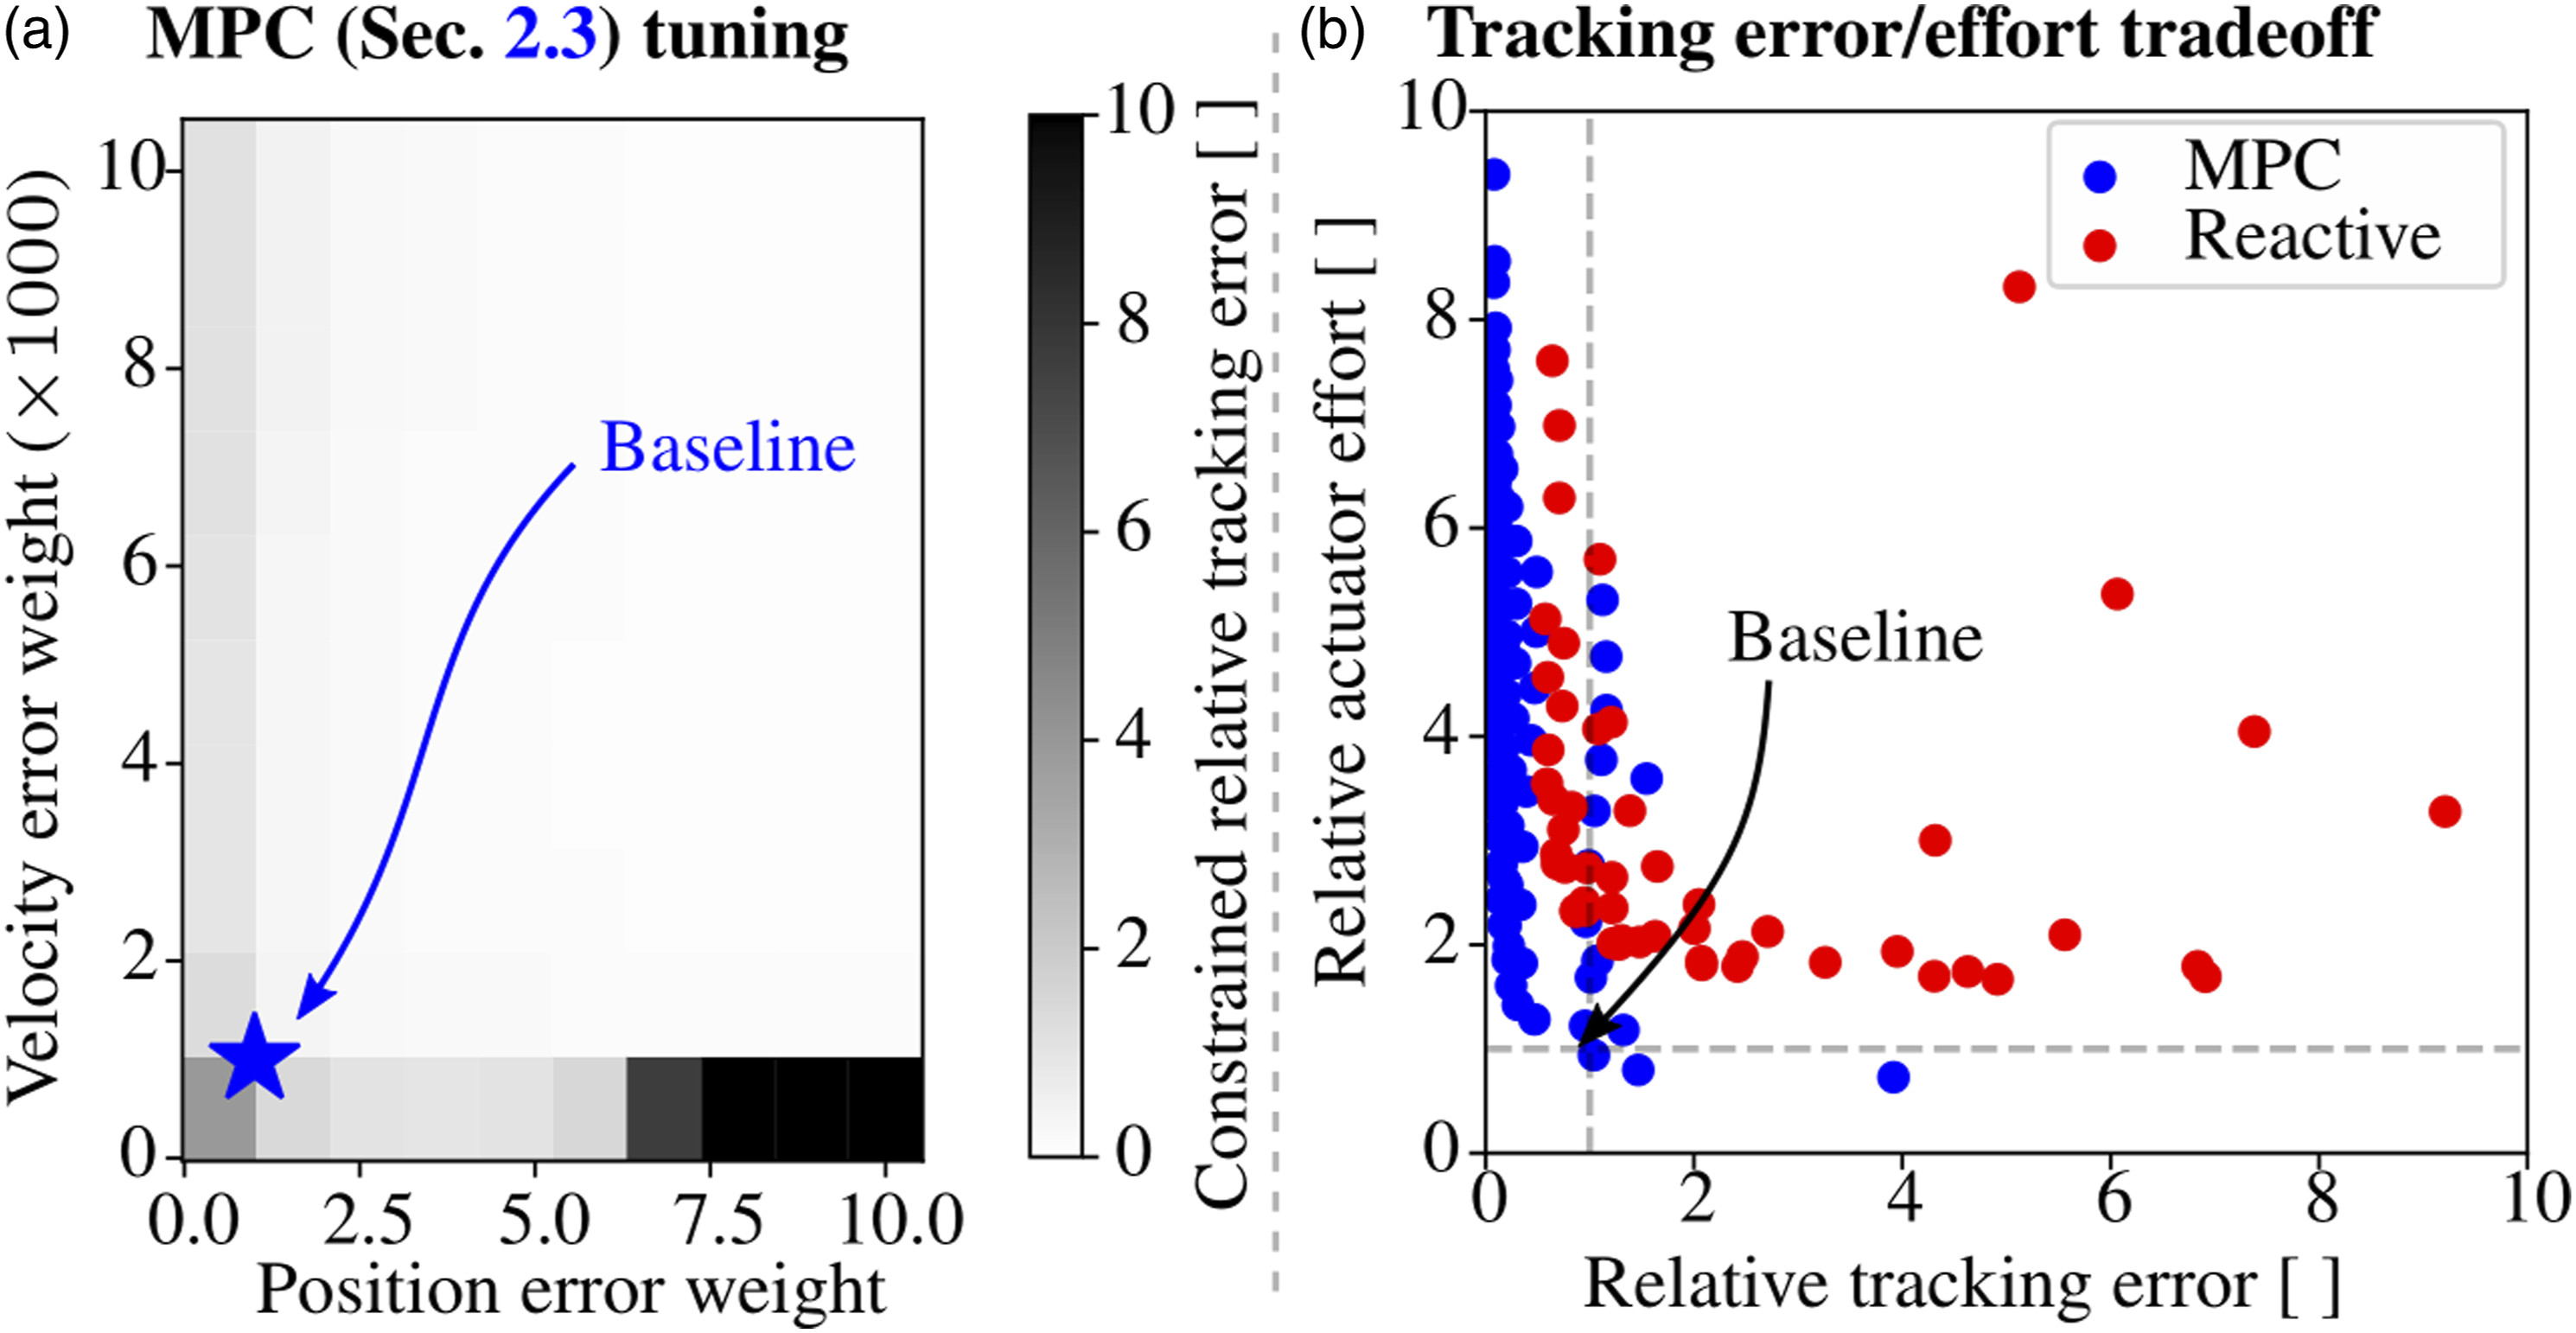 (a) MPC (Sec. 2.3) tuning
Velocity error weight (×1000)
10
8
6
4
2
0
Baseline
0.0 2.5 5.0 7.5 10.0
Position error weight
10
8
6
4
2
0
Constrained relative tracking error [ ]
(b) Tracking error/effort tradeoff
Relative actuator effort [ ]
10
8
6
4
2
0
MPC
Reactive
Baseline
0 2 4 6 8 10
Relative tracking error [ ]